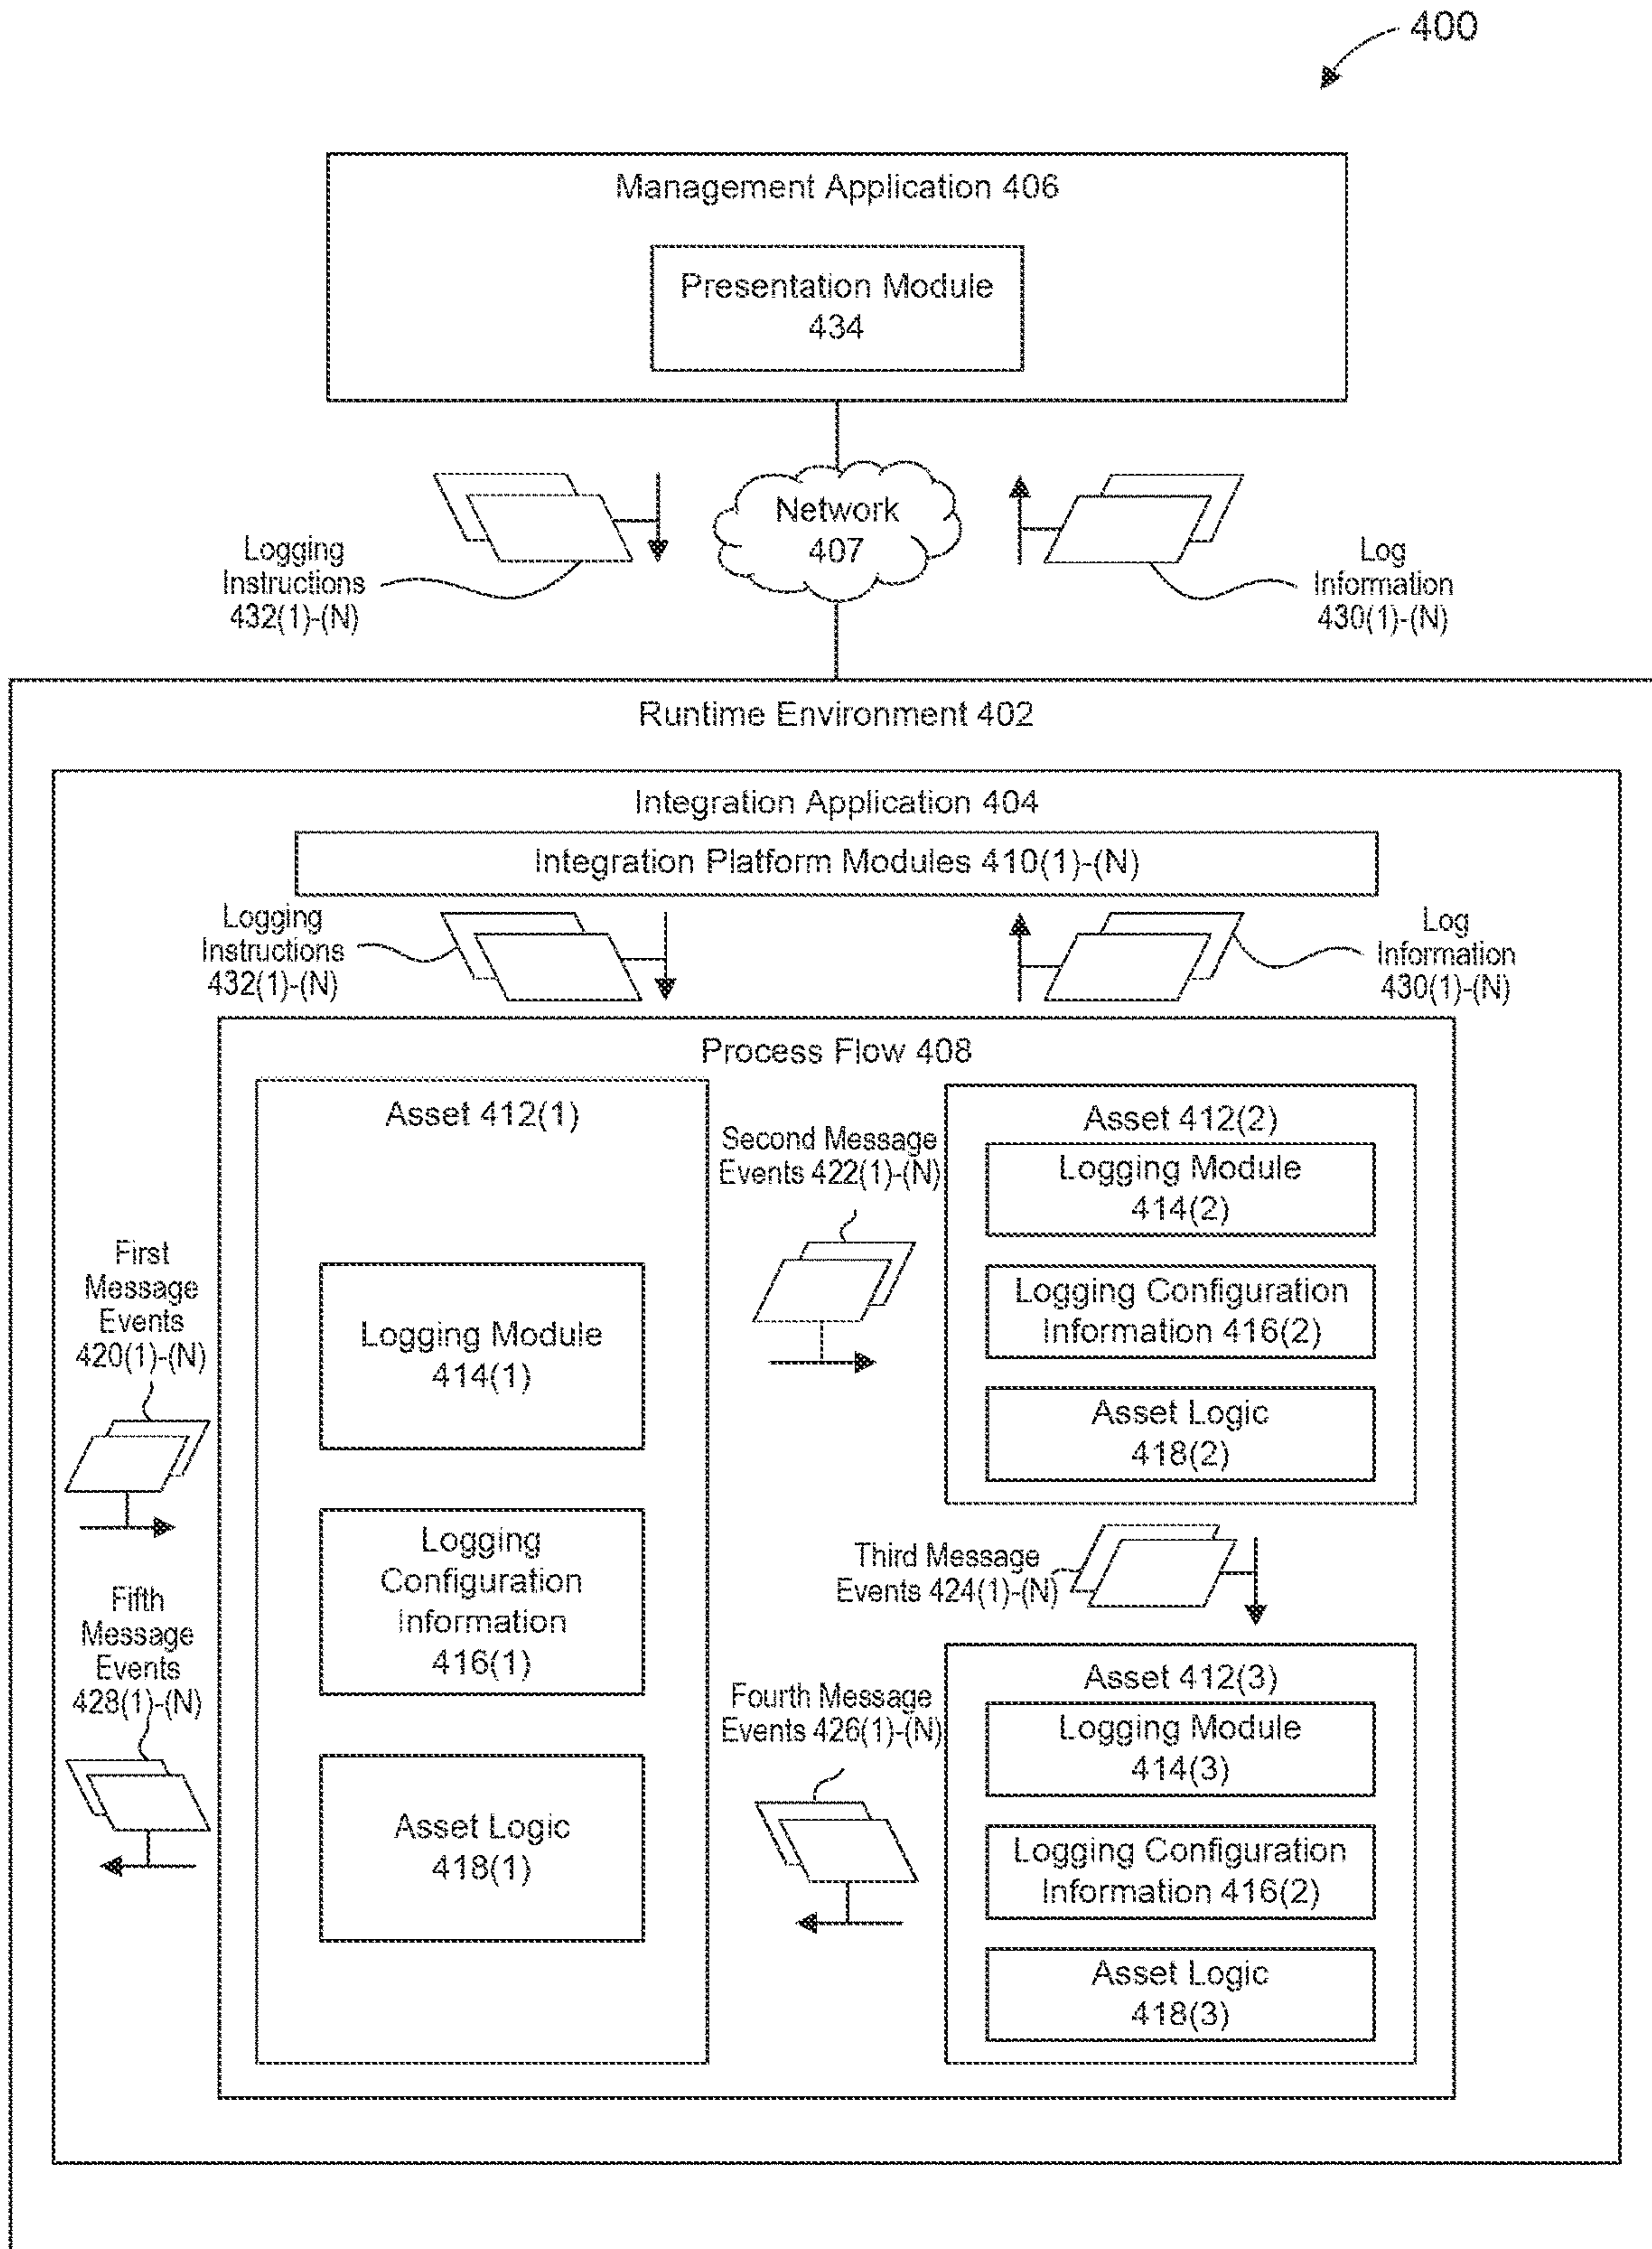 400
Management Application 406
Presentation Module
434
Network
407
Logging
Instructions
432(1)-(N)
Log
Information
430(1)-(N)
Runtime Environment 402
Integration Application 404
Integration Platform Modules 410(1)-(N)
Logging
Instructions
432(1)-(N)
Log
Information
430(1)-(N)
Process Flow 408
First
Message
Events
420(1)-(N)
Fifth
Message
Events
428(1)-(N)
Asset 412(1)
Logging Module
414(1)
Logging
Configuration
Information
416(1)
Asset Logic
418(1)
Second Message
Events 422(1)-(N)
Asset 412(2)
Logging Module
414(2)
Logging Configuration
Information 416(2)
Asset Logic
418(2)
Third Message
Events 424(1)-(N)
Fourth Message
Events 426(1)-(N)
Asset 412(3)
Logging Module
414(3)
Logging Configuration
Information 416(2)
Asset Logic
418(3)